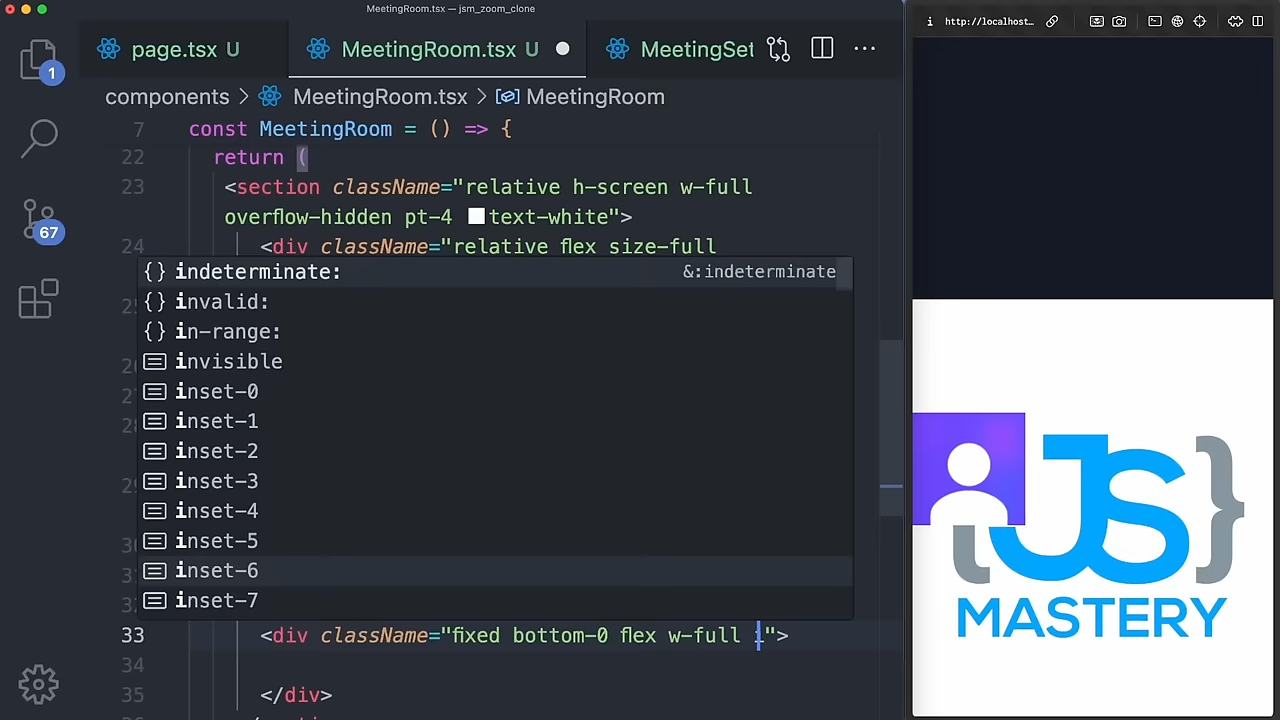 MeetingRoom.tsx — jsm_zoom_clone
i http://localhost…
page.tsx U
MeetingRoom.tsx U
MeetingSet
1
components > MeetingRoom.tsx > MeetingRoom
7 const MeetingRoom = () => {
22 return (
23 <section className="relative h-screen w-full
overflow-hidden pt-4 text-white">
24 <div className="relative flex size-full
67
indeterminate: &:indeterminate
invalid:
in-range:
invisible
inset-0
inset-1
inset-2
inset-3
inset-4
inset-5
inset-6
inset-7
33 <div className="fixed bottom-0 flex w-full i">
34
35 </div>
JS}
MASTERY